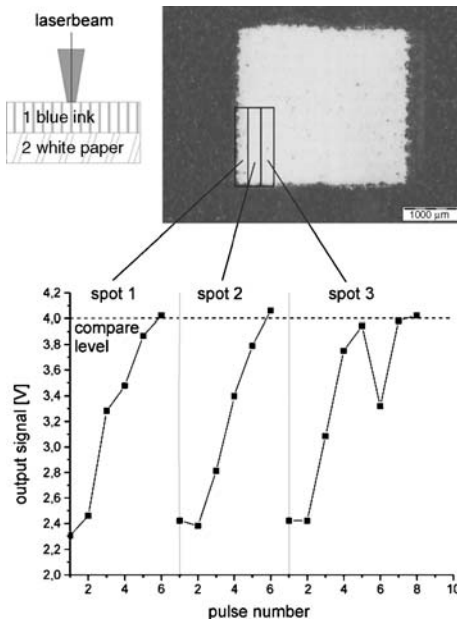 laserbeam
1 blue ink
2 white paper
1000 µm
spot 1 spot 2 spot 3
compare
level
output signal [V]
4,2
4,0
3,8
3,6
3,4
3,2
3,0
2,8
2,6
2,4
2,2
2,0
2 4 6 2 4 6 2 4 6 8 10
pulse number